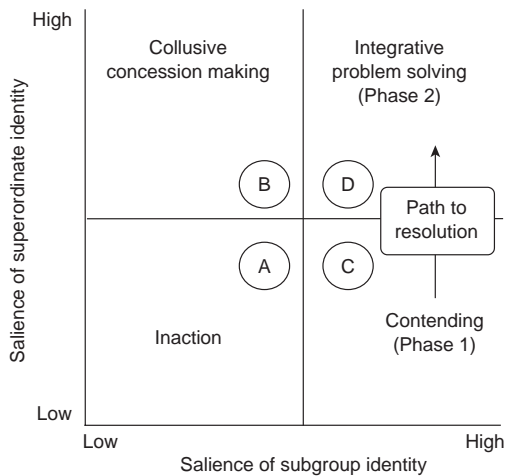 High
Collusive
concession making
Integrative
problem solving
(Phase 2)
B
D
Path to
resolution
A
C
Inaction
Contending
(Phase 1)
Low
Low
High
Salience of subgroup identity
Salience of superordinate identity